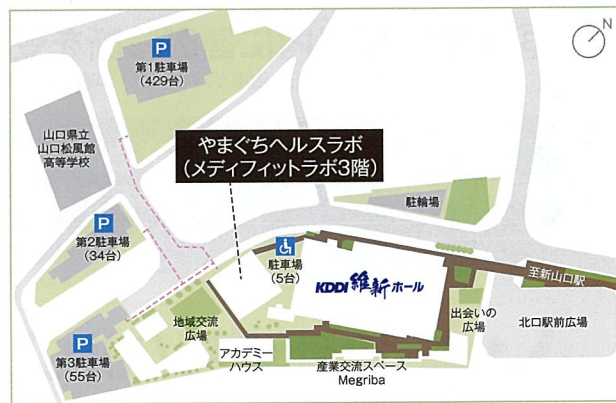 N
P
第1駐車場
(429台)
山口県立
山口松風館
高等学校
やまぐちヘルスラボ
(メディフィットラボ3階)
駐輪場
P
第2駐車場
(34台)
駐車場
(5台)
KDDI 維新ホール
至新山口駅
地域交流
広場
出会いの
広場
北口駅前広場
P
第3駐車場
(55台)
アカデミー
ハウス
産業交流スペース
Megriba